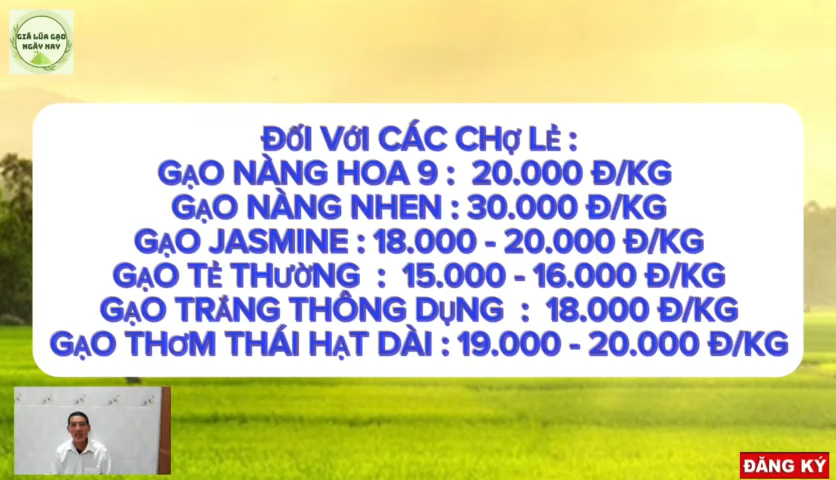 GIÁ LÚA GẠO
NGÀY NAY
ĐỐI VỚI CÁC CHỢ LẺ :
GẠO NÀNG HOA 9 : 20.000 Đ/KG
GẠO NÀNG NHEN : 30.000 Đ/KG
GẠO JASMINE : 18.000 - 20.000 Đ/KG
GẠO TẺ THƯỜNG : 15.000 - 16.000 Đ/KG
GẠO TRẮNG THÔNG DỤNG : 18.000 Đ/KG
GẠO THƠM THÁI HẠT DÀI : 19.000 - 20.000 Đ/KG
ĐĂNG KÝ